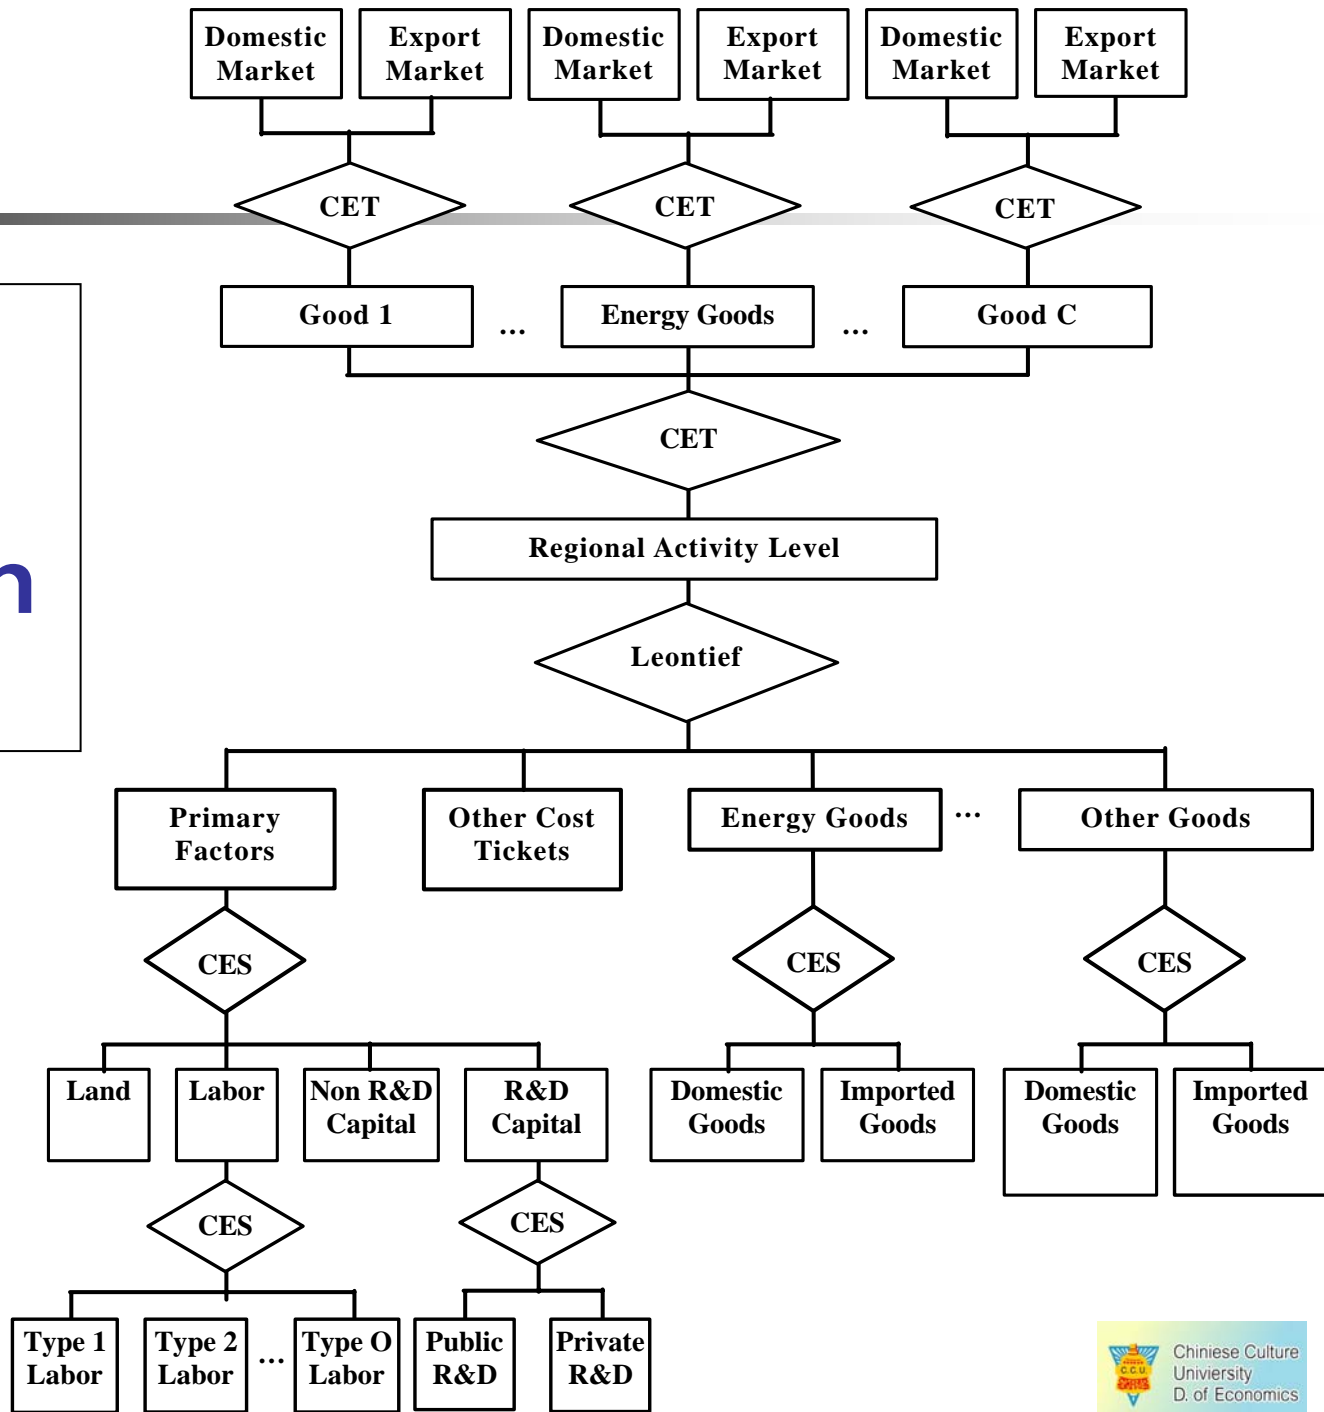 Domestic
Market
Export
Market
Domestic
Market
Export
Market
Domestic
Market
Export
Market
CET
CET
CET
Good 1
...
Energy Goods
...
Good C
CET
Regional Activity Level
n
Leontief
Primary
Factors
Other Cost
Tickets
Energy Goods
...
Other Goods
CES
CES
CES
Land
Labor
Non R&D
Capital
R&D
Capital
Domestic
Goods
Imported
Goods
Domestic
Goods
Imported
Goods
CES
CES
Type 1
Labor
Type 2
Labor
...
Type O
Labor
Public
R&D
Private
R&D
C.C.U.
Chiniese Culture
Univiersity
D. of Economics